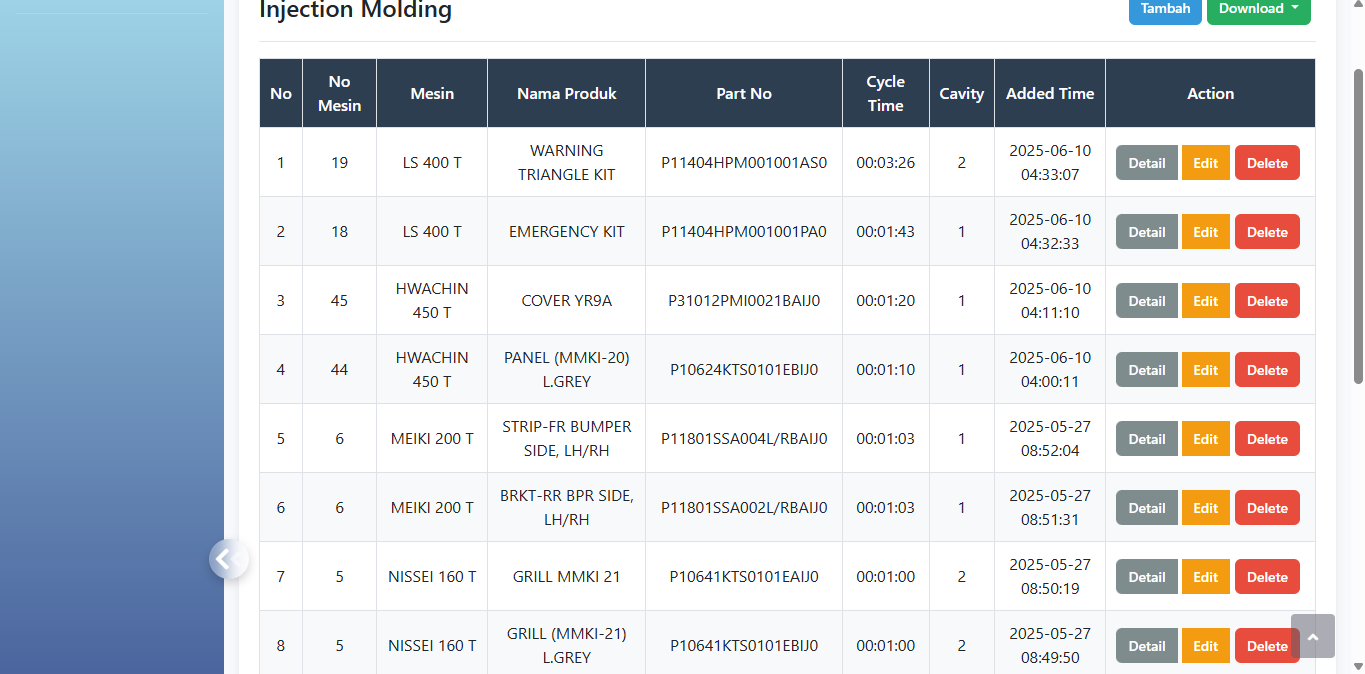 Injection Molding
Tambah
Download
No
No Mesin
Mesin
Nama Produk
Part No
Cycle Time
Cavity
Added Time
Action
1 19 LS 400 T WARNING TRIANGLE KIT P11404HPM001001AS0 00:03:26 2 2025-06-10 04:33:07 Detail Edit Delete
2 18 LS 400 T EMERGENCY KIT P11404HPM001001PA0 00:01:43 1 2025-06-10 04:32:33 Detail Edit Delete
3 45 HWACHIN 450 T COVER YR9A P31012PMI0021BAIJ0 00:01:20 1 2025-06-10 04:11:10 Detail Edit Delete
4 44 HWACHIN 450 T PANEL (MMKI-20) L.GREY P10624KTS0101EBIJ0 00:01:10 1 2025-06-10 04:00:11 Detail Edit Delete
5 6 MEIKI 200 T STRIP-FR BUMPER SIDE, LH/RH P11801SSA004L/RBAIJ0 00:01:03 1 2025-05-27 08:52:04 Detail Edit Delete
6 6 MEIKI 200 T BRKT-RR BPR SIDE, LH/RH P11801SSA002L/RBAIJ0 00:01:03 1 2025-05-27 08:51:31 Detail Edit Delete
7 5 NISSEI 160 T GRILL MMKI 21 P10641KTS0101EAIJ0 00:01:00 2 2025-05-27 08:50:19 Detail Edit Delete
8 5 NISSEI 160 T GRILL (MMKI-21) L.GREY P10641KTS0101EBIJ0 00:01:00 2 2025-05-27 08:49:50 Detail Edit Delete